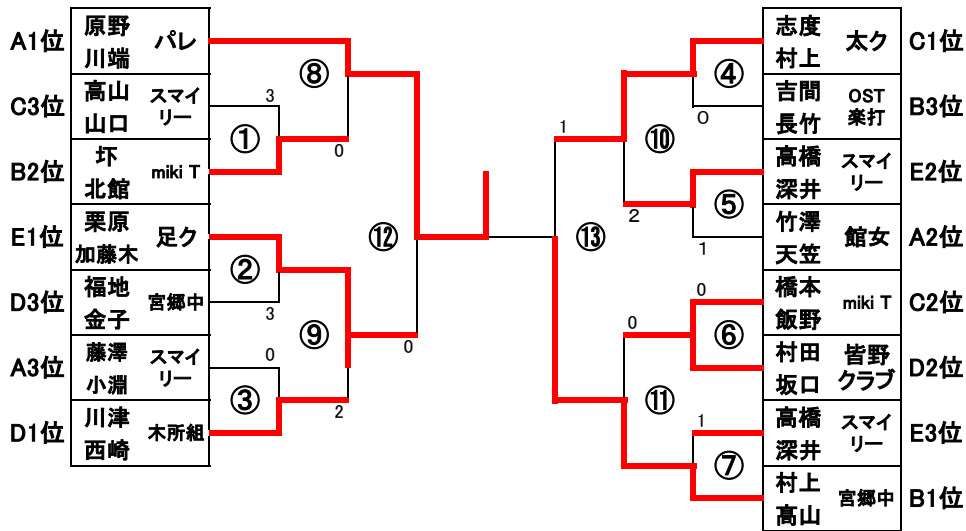 A1位 原野 川端 パレ
C3位 高山 山口 スマイ リー
B2位 圷 北館 miki T
E1位 栗原 加藤木 足ク
D3位 福地 金子 宮郷中
A3位 藤澤 小淵 スマイ リー
D1位 川津 西崎 木所組
⑧
3
①
0
②
3
⑨
0
③
2
⑫
0
1
⑬
④
0
⑩
2
⑤
1
0
0
⑥
⑪
1
⑦
志度 村上 太ク C1位
吉間 長竹 OST 楽打 B3位
高橋 深井 スマイ リー E2位
竹澤 天笠 館女 A2位
橋本 飯野 miki T C2位
村田 坂口 皆野 クラブ D2位
高橋 深井 スマイ リー E3位
村上 高山 宮郷中 B1位